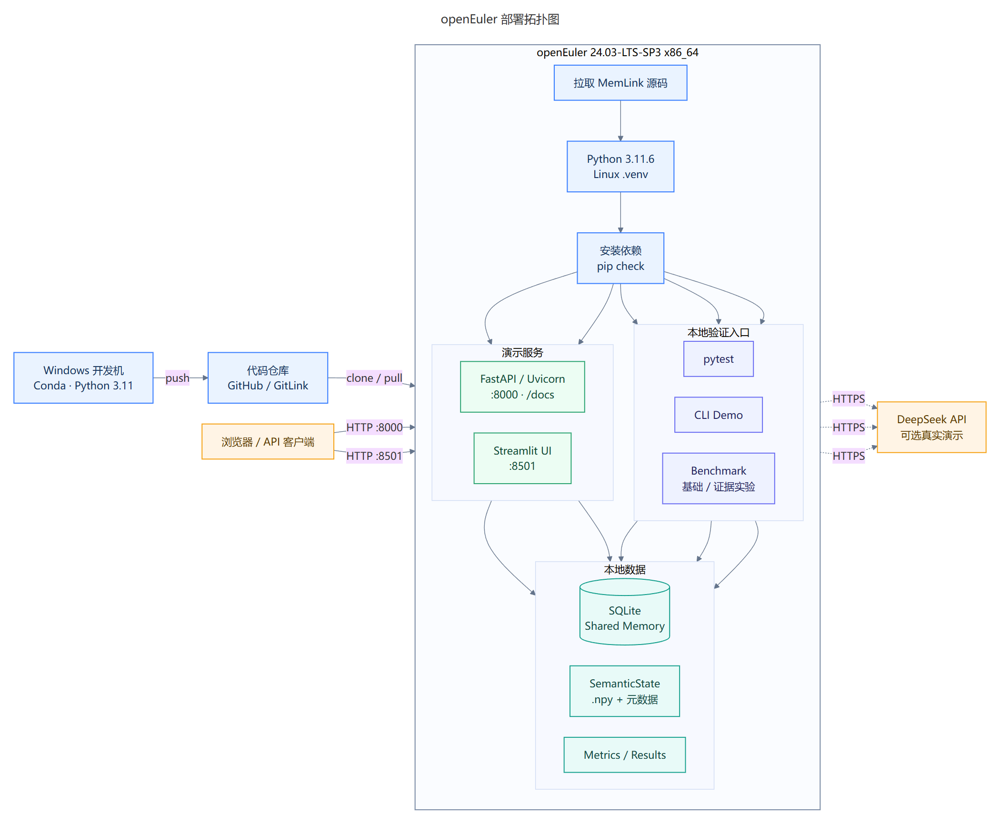 openEuler 部署拓扑图
openEuler 24.03-LTS-SP3 x86_64
拉取 MemLink 源码
Python 3.11.6
Linux .venv
安装依赖
pip check
本地验证入口
pytest
CLI Demo
Benchmark
基础 / 证据实验
演示服务
FastAPI / Uvicorn
:8000 · /docs
Streamlit UI
:8501
Windows 开发机
Conda · Python 3.11
push
代码仓库
GitHub / GitLink
clone / pull
浏览器 / API 客户端
HTTP :8000
HTTP :8501
HTTPS
HTTPS
HTTPS
DeepSeek API
可选真实演示
本地数据
SQLite
Shared Memory
SemanticState
.npy + 元数据
Metrics / Results